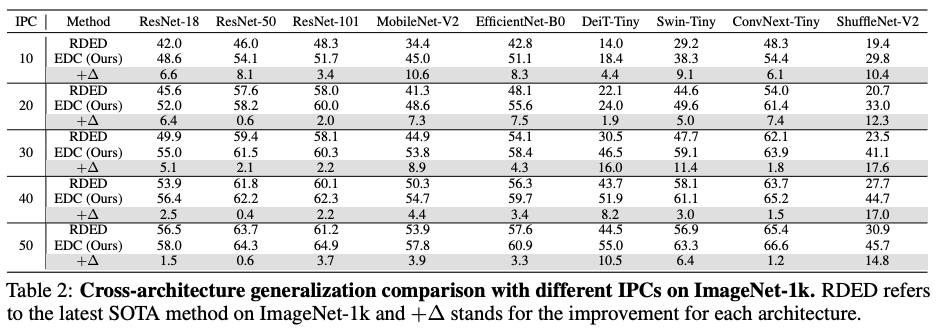 IPC Method ResNet-18 ResNet-50 ResNet-101 MobileNet-V2 EfficientNet-B0 DeiT-Tiny Swin-Tiny ConvNext-Tiny ShuffleNet-V2
RDED 42.0 46.0 48.3 34.4 42.8 14.0 29.2 48.3 19.4
10 EDC (Ours) 48.6 54.1 51.7 45.0 51.1 18.4 38.3 54.4 29.8
+Δ 6.6 8.1 3.4 10.6 8.3 4.4 9.1 6.1 10.4
RDED 45.6 57.6 58.0 41.3 48.1 22.1 44.6 54.0 20.7
20 EDC (Ours) 52.0 58.2 60.0 48.6 55.6 24.0 49.6 61.4 33.0
+Δ 6.4 0.6 2.0 7.3 7.5 1.9 5.0 7.4 12.3
RDED 49.9 59.4 58.1 44.9 54.1 30.5 47.7 62.1 23.5
30 EDC (Ours) 55.0 61.5 60.3 53.8 58.4 46.5 59.1 63.9 41.1
+Δ 5.1 2.1 2.2 8.9 4.3 16.0 11.4 1.8 17.6
RDED 53.9 61.8 60.1 50.3 56.3 43.7 58.1 63.7 27.7
40 EDC (Ours) 56.4 62.2 62.3 54.7 59.7 51.9 61.1 65.2 44.7
+Δ 2.5 0.4 2.2 4.4 3.4 8.2 3.0 1.5 17.0
RDED 56.5 63.7 61.2 53.9 57.6 44.5 56.9 65.4 30.9
50 EDC (Ours) 58.0 64.3 64.9 57.8 60.9 55.0 63.3 66.6 45.7
+Δ 1.5 0.6 3.7 3.9 3.3 10.5 6.4 1.2 14.8
Table 2: Cross-architecture generalization comparison with different IPCs on ImageNet-1k. RDED refers
to the latest SOTA method on ImageNet-1k and +Δ stands for the improvement for each architecture.